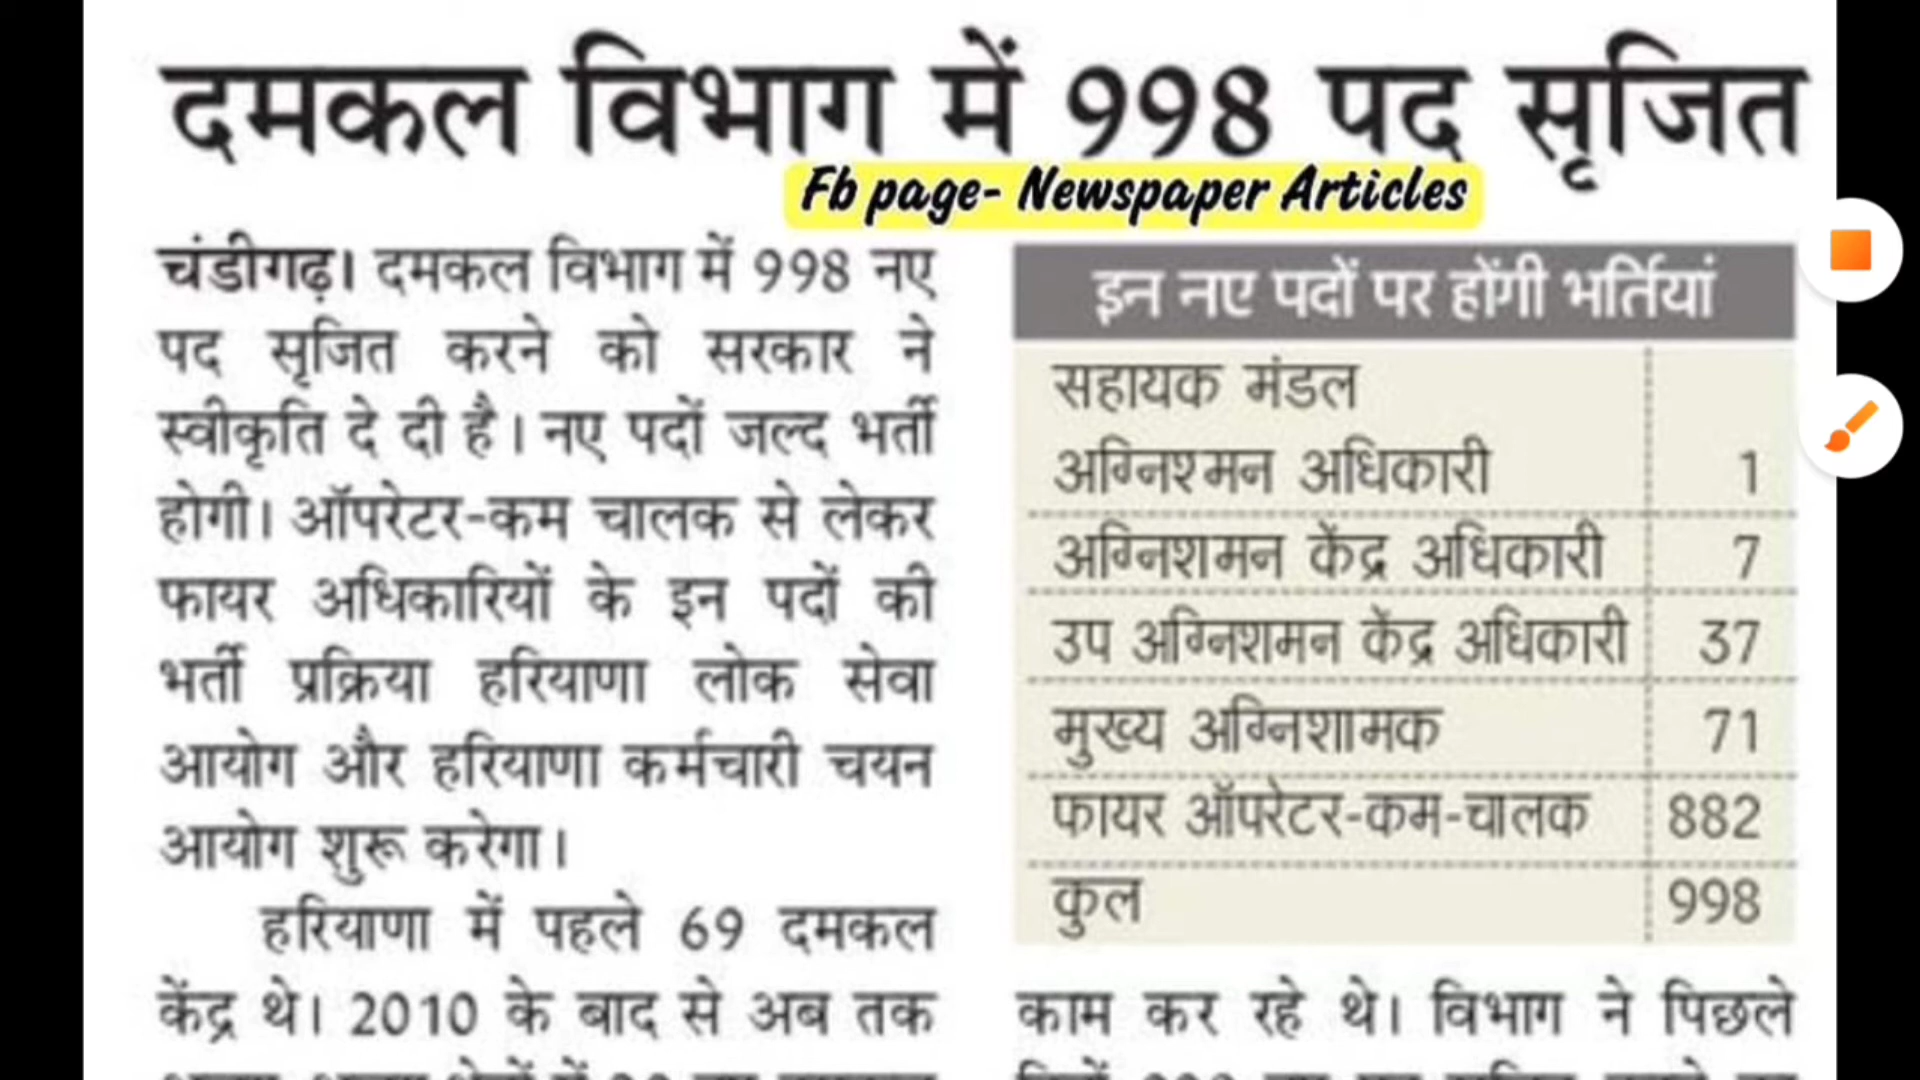 दमकल विभाग में 998 पद सृजित
Fb page- Newspaper Articles
चंडीगढ़। दमकल विभाग में 998 नए
पद सृजित करने को सरकार ने
स्वीकृति दे दी है। नए पदों जल्द भर्ती
होगी। ऑपरेटर-कम चालक से लेकर
फायर अधिकारियों के इन पदों की
भर्ती प्रक्रिया हरियाणा लोक सेवा
आयोग और हरियाणा कर्मचारी चयन
आयोग शुरू करेगा।
हरियाणा में पहले 69 दमकल
केंद्र थे। 2010 के बाद से अब तक
इन नए पदों पर होंगी भर्तियां
सहायक मंडल
अग्निश्मन अधिकारी 1
अग्निशमन केंद्र अधिकारी 7
उप अग्निशमन केंद्र अधिकारी 37
मुख्य अग्निशामक 71
फायर ऑपरेटर-कम-चालक 882
कुल 998
काम कर रहे थे। विभाग ने पिछले